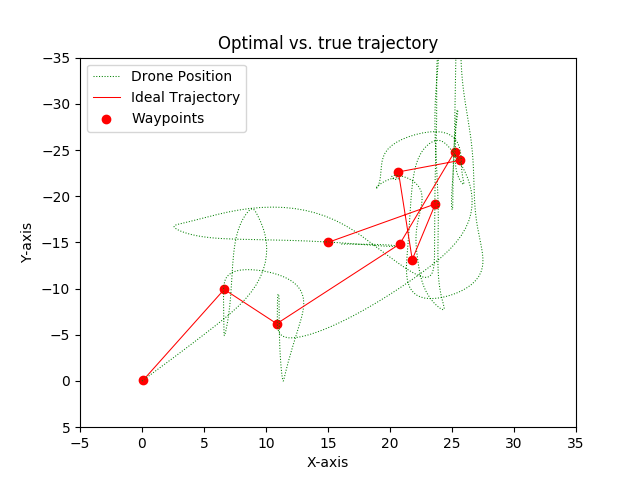 Optimal vs. true trajectory
Drone Position
Ideal Trajectory
Waypoints
−35
−30
−25
−20
−15
−10
−5
0
5
Y-axis
−5 0 5 10 15 20 25 30 35
X-axis